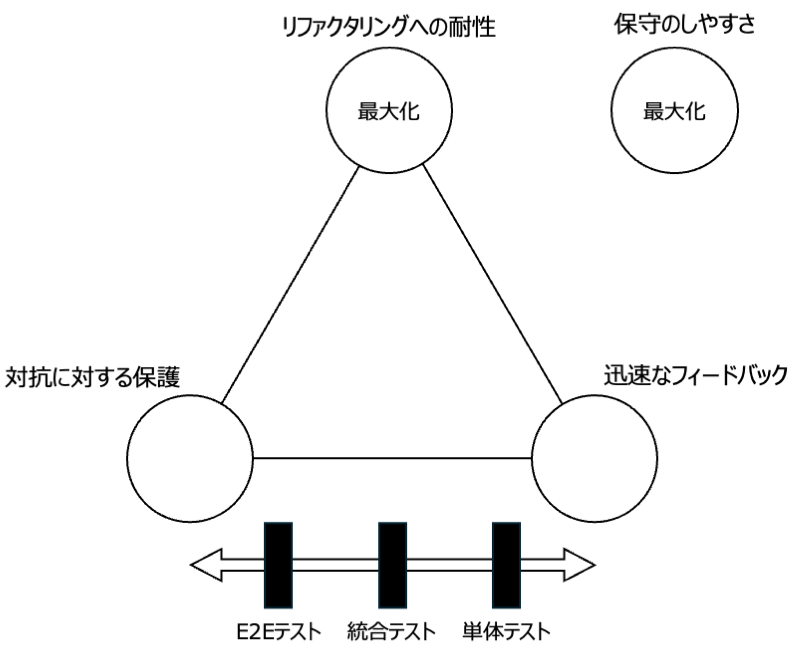 リファクタリングへの耐性
保守のしやすさ
最大化
最大化
対抗に対する保護
迅速なフィードバック
E2Eテスト
統合テスト
単体テスト